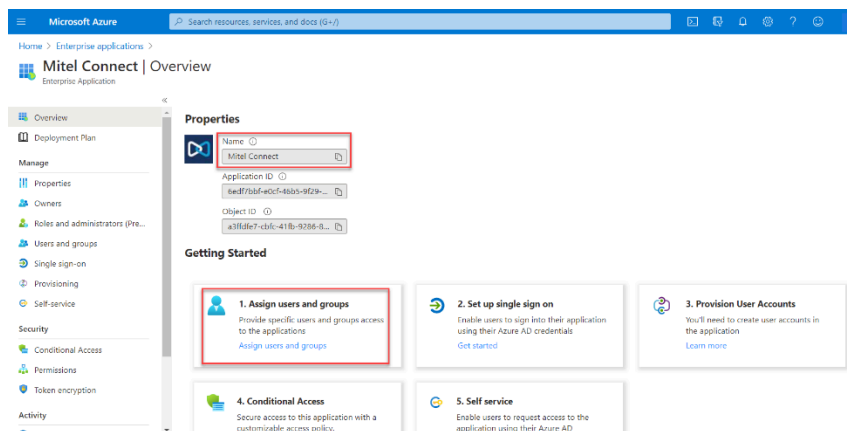 Microsoft Azure
Search resources, services, and docs (G+/)
Home > Enterprise applications >
Mitel Connect | Overview
Enterprise Application
«
Overview
Deployment Plan
Manage
Properties
Owners
Roles and administrators (Pre...
Users and groups
Single sign-on
Provisioning
Self-service
Security
Conditional Access
Permissions
Token encryption
Activity
Properties
Name
Mitel Connect
Application ID
6edf7bbf-e0cf-46b5-9f29-...
Object ID
a3ffdfe7-cbfc-41fb-9286-8...
Getting Started
1. Assign users and groups
Provide specific users and groups access
to the applications
Assign users and groups
2. Set up single sign on
Enable users to sign into their application
using their Azure AD credentials
Get started
3. Provision User Accounts
You'll need to create user accounts in
the application
Learn more
4. Conditional Access
Secure access to this application with a
customizable access policy.
5. Self service
Enable users to request access to the
application using their Azure AD